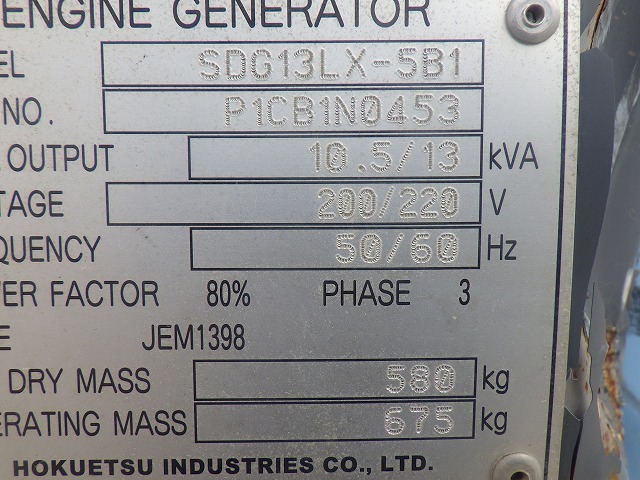 ENGINE GENERATOR
EL SDG13LX-5B1
NO. P1CB1N0453
OUTPUT 10.5/13 kVA
TAGE 200/220 V
QUENCY 50/60 Hz
ER FACTOR 80% PHASE 3
E JEM1398
DRY MASS 580 kg
ERATING MASS 675 kg
HOKUETSU INDUSTRIES CO., LTD.